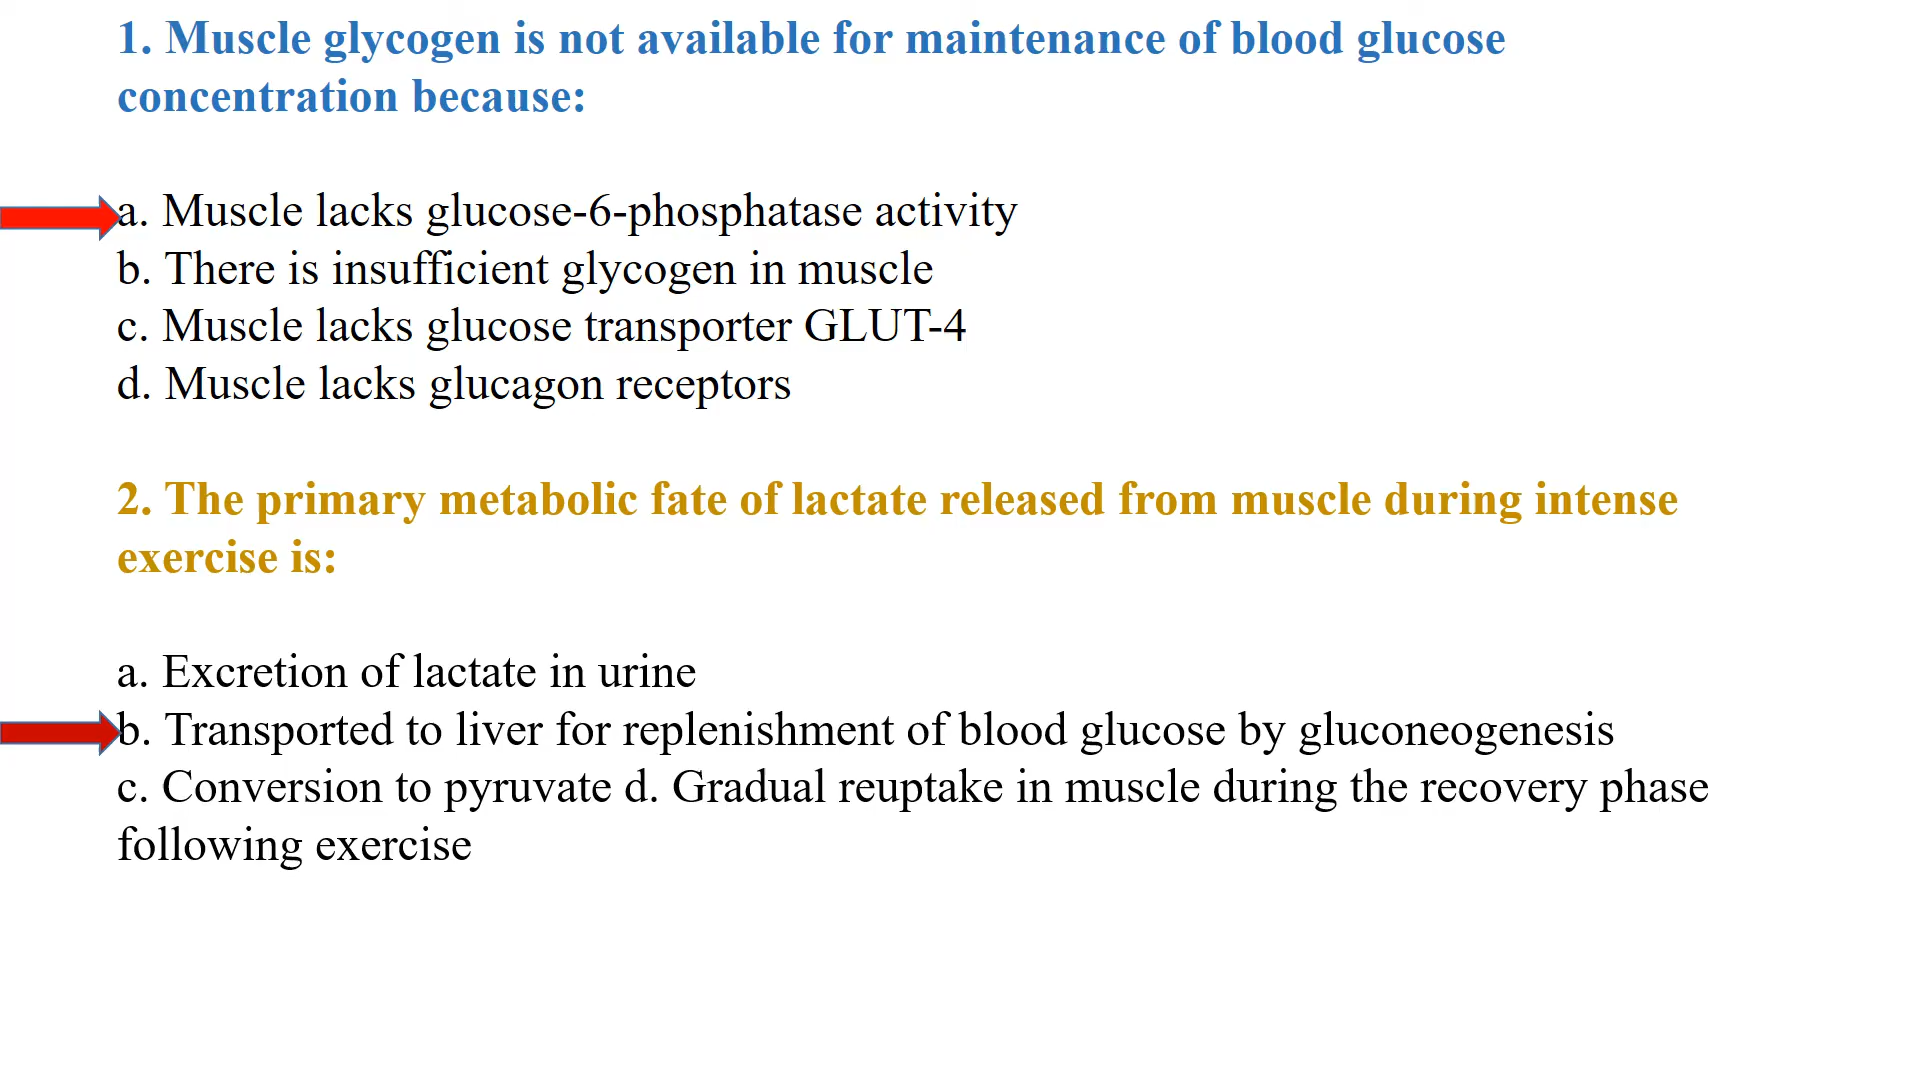 1. Muscle glycogen is not available for maintenance of blood glucose
concentration because:
a. Muscle lacks glucose-6-phosphatase activity
b. There is insufficient glycogen in muscle
c. Muscle lacks glucose transporter GLUT-4
d. Muscle lacks glucagon receptors
2. The primary metabolic fate of lactate released from muscle during intense
exercise is:
a. Excretion of lactate in urine
b. Transported to liver for replenishment of blood glucose by gluconeogenesis
c. Conversion to pyruvate d. Gradual reuptake in muscle during the recovery phase
following exercise